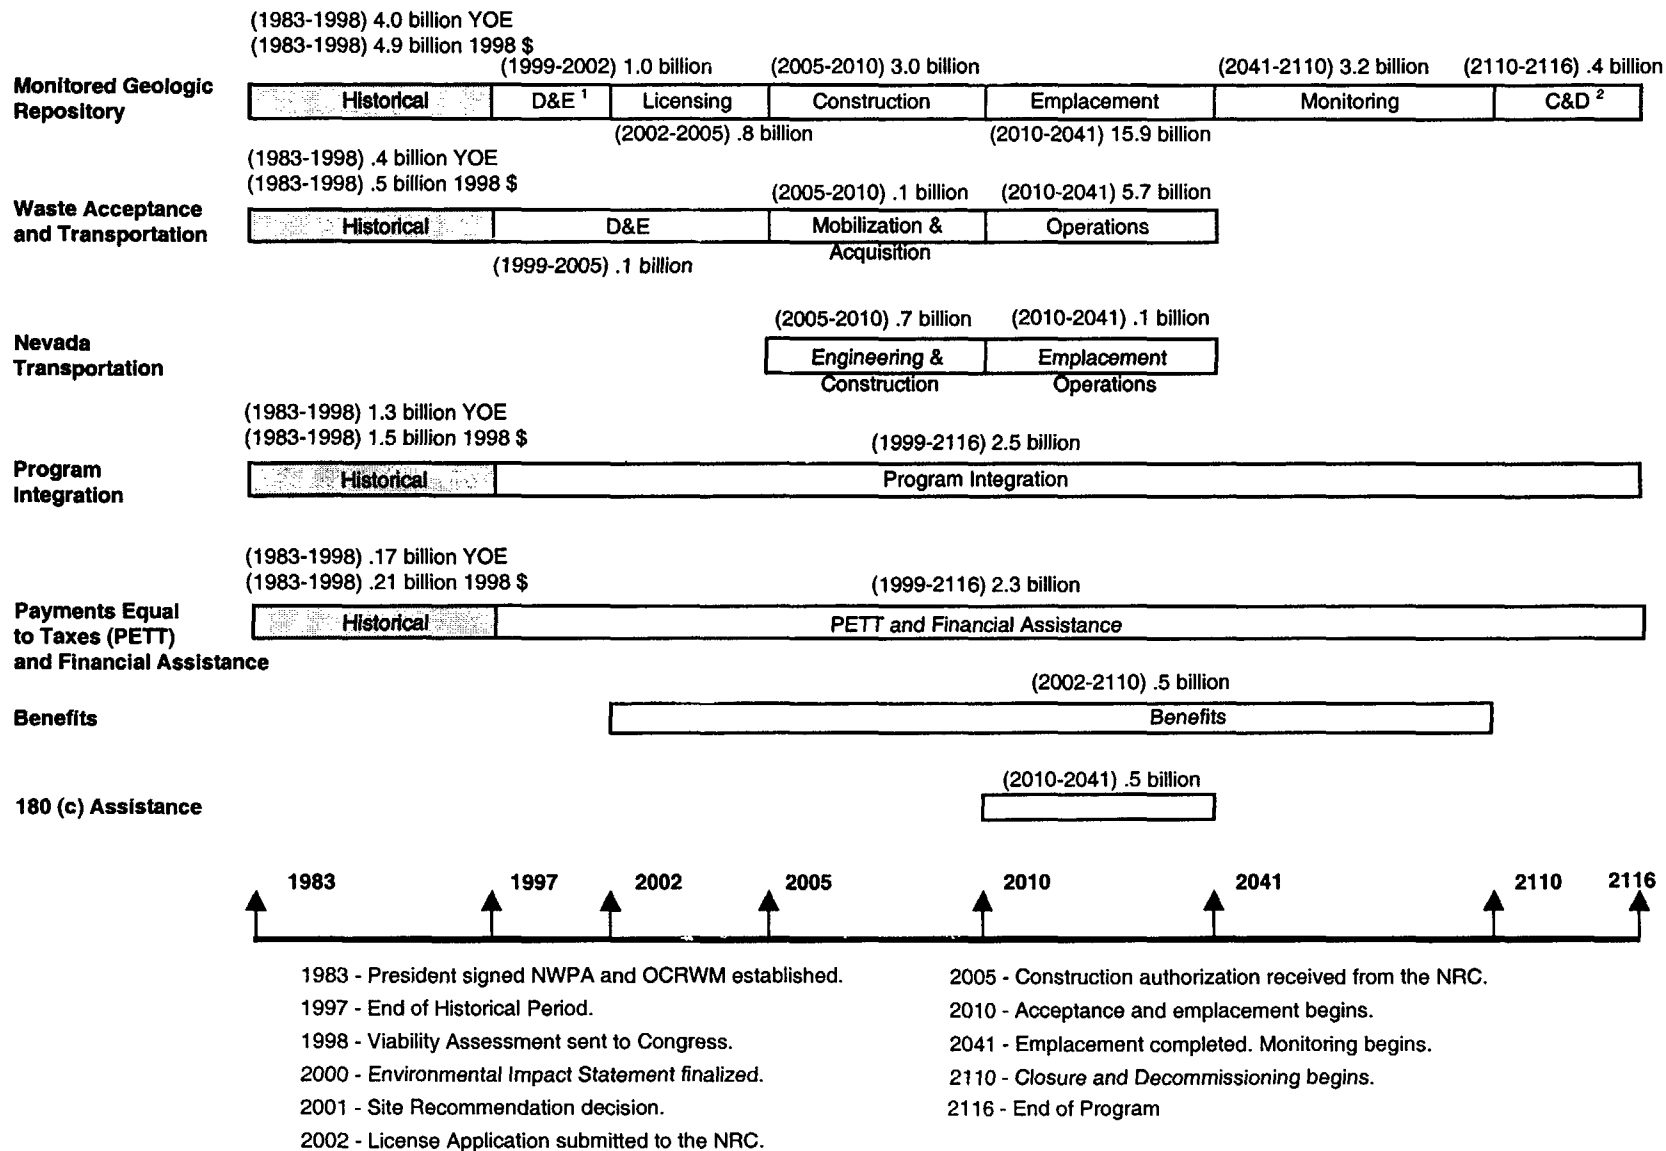 (1983-1998) 4.0 billion YOE
(1983-1998) 4.9 billion 1998 $
(1999-2002) 1.0 billion
(2005-2010) 3.0 billion
(2041-2110) 3.2 billion
(2110-2116) .4 billion
Monitored Geologic
Repository
Historical
D&E 1
Licensing
Construction
Emplacement
Monitoring
C&D 2
(2002-2005) .8 billion
(2010-2041) 15.9 billion
(1983-1998) .4 billion YOE
(1983-1998) .5 billion 1998 $
(2005-2010) .1 billion
(2010-2041) 5.7 billion
Waste Acceptance
and Transportation
Historical
D&E
Mobilization &
Acquisition
Operations
(1999-2005) .1 billion
(2005-2010) .7 billion
(2010-2041) .1 billion
Nevada
Transportation
Engineering &
Construction
Emplacement
Operations
(1983-1998) 1.3 billion YOE
(1983-1998) 1.5 billion 1998 $
(1999-2116) 2.5 billion
Program
Integration
Historical
Program Integration
(1983-1998) .17 billion YOE
(1983-1998) .21 billion 1998 $
(1999-2116) 2.3 billion
Payments Equal
to Taxes (PETT)
and Financial Assistance
Historical
PETT and Financial Assistance
(2002-2110) .5 billion
Benefits
Benefits
(2010-2041) .5 billion
180 (c) Assistance
1983
1997
2002
2005
2010
2041
2110
2116
1983 - President signed NWPA and OCRWM established.
1997 - End of Historical Period.
1998 - Viability Assessment sent to Congress.
2000 - Environmental Impact Statement finalized.
2001 - Site Recommendation decision.
2002 - License Application submitted to the NRC.
2005 - Construction authorization received from the NRC.
2010 - Acceptance and emplacement begins.
2041 - Emplacement completed. Monitoring begins.
2110 - Closure and Decommissioning begins.
2116 - End of Program